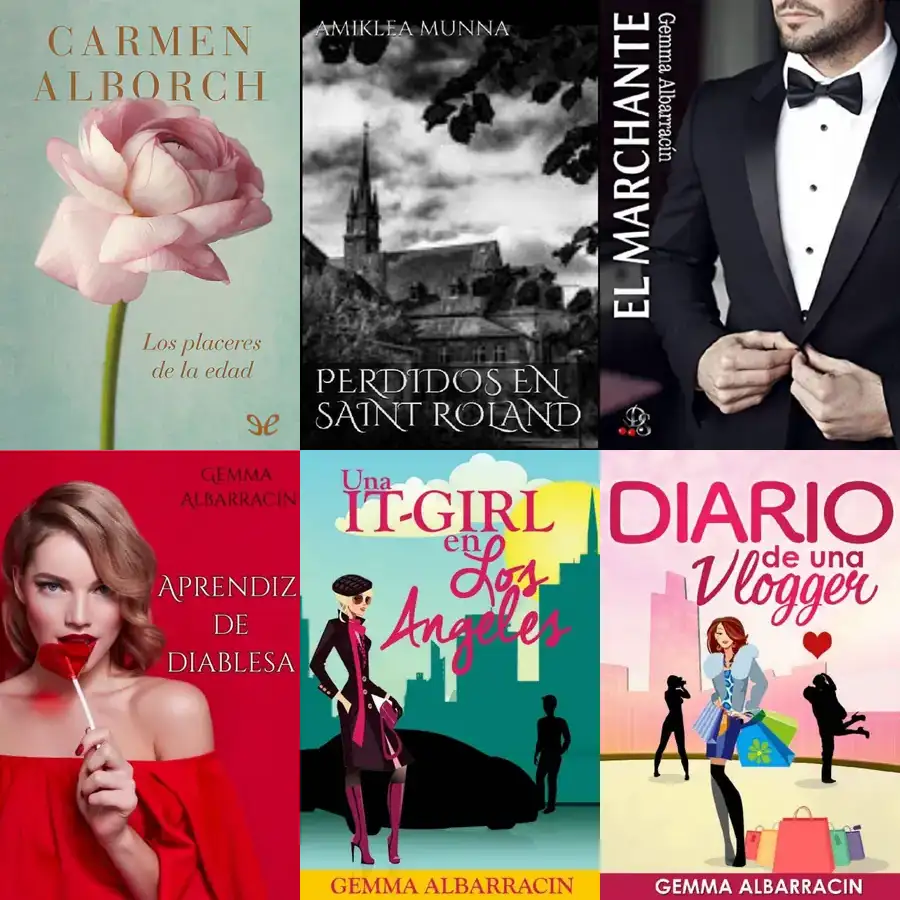 CARMEN
ALBORCH
Los placeres
de la edad
AMIKLEA MUNNA
PERDIDOS EN
SAINT ROLAND
EL MARCHANTE
Gemma Albarracín
GEMMA
ALBARRACIN
APRENDIZ
DE
DIABLESA
Una
IT-GIRL
en
Los
Angeles
GEMMA ALBARRACIN
DIARIO
de una
Vlogger
GEMMA ALBARRACIN